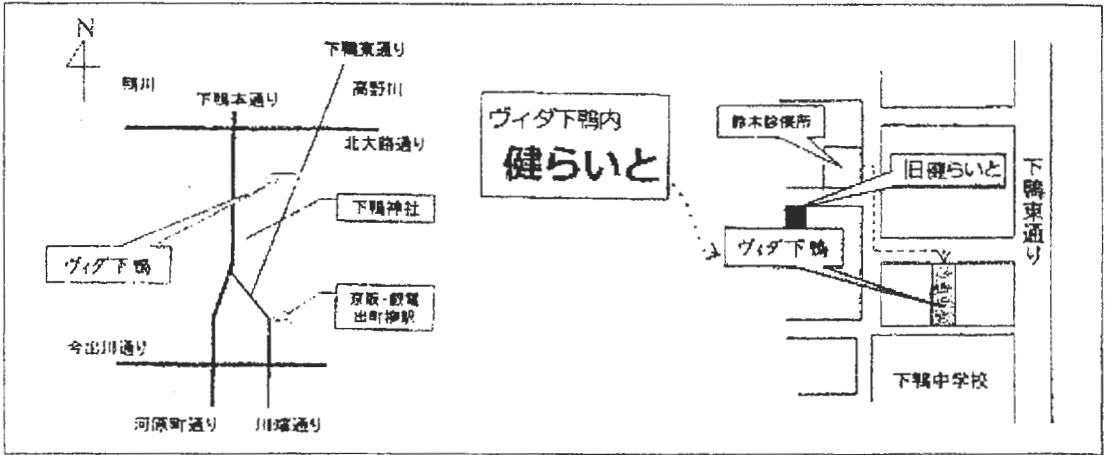 N
下鴨東通り
鴨川
高野川
下鴨本通り
北大路通り
下鴨神社
ヴィダ下鴨
京阪・叡電
出町柳駅
今出川通り
河原町通り
川端通り
ヴィダ下鴨内
健らいと
鈴木診療所
旧健らいと
ヴィダ下鴨
下鴨東通り
下鴨中学校